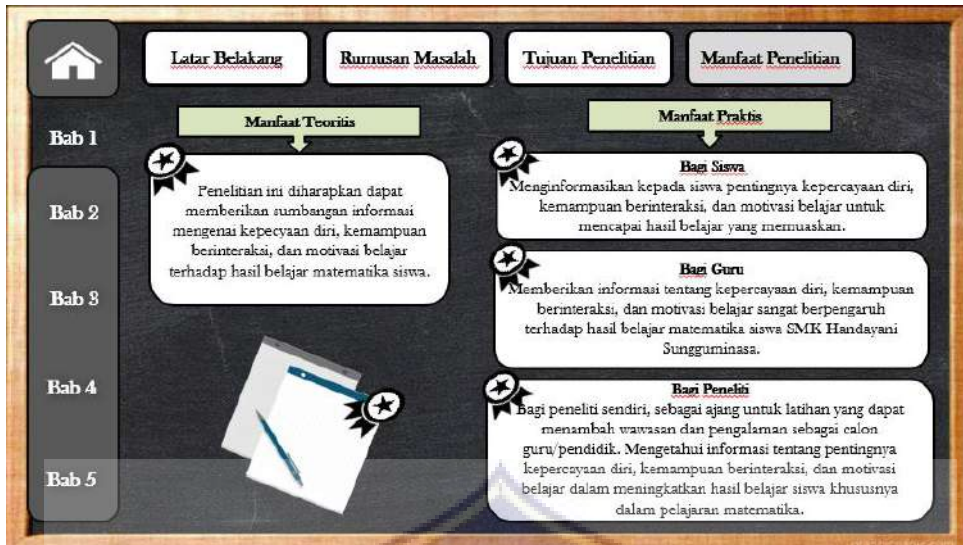 Latar Belakang
Rumusan Masalah
Tujuan Penelitian
Manfaat Penelitian
Bab 1
Bab 2
Bab 3
Bab 4
Bab 5
Manfaat Teoritis
Penelitian ini diharapkan dapat
memberikan sumbangan informasi
mengenai kepecyaan diri, kemampuan
berinteraksi, dan motivasi belajar
terhadap hasil belajar matematika siswa.
Manfaat Praktis
Bagi Siswa
Menginformasikan kepada siswa pentingnya kepercayaan diri,
kemampuan berinteraksi, dan motivasi belajar untuk
mencapai hasil belajar yang memuaskan.
Bagi Guru
Memberikan informasi tentang kepercayaan diri, kemampuan
berinteraksi, dan motivasi belajar sangat berpengaruh
terhadap hasil belajar matematika siswa SMK Handayani
Sungguminasa.
Bagi Peneliti
Bagi peneliti sendiri, sebagai ajang untuk latihan yang dapat
menambah wawasan dan pengalaman sebagai calon
guru/pendidik. Mengetahui informasi tentang pentingnya
kepercayaan diri, kemampuan berinteraksi, dan motivasi
belajar dalam meningkatkan hasil belajar siswa khususnya
dalam pelajaran matematika.